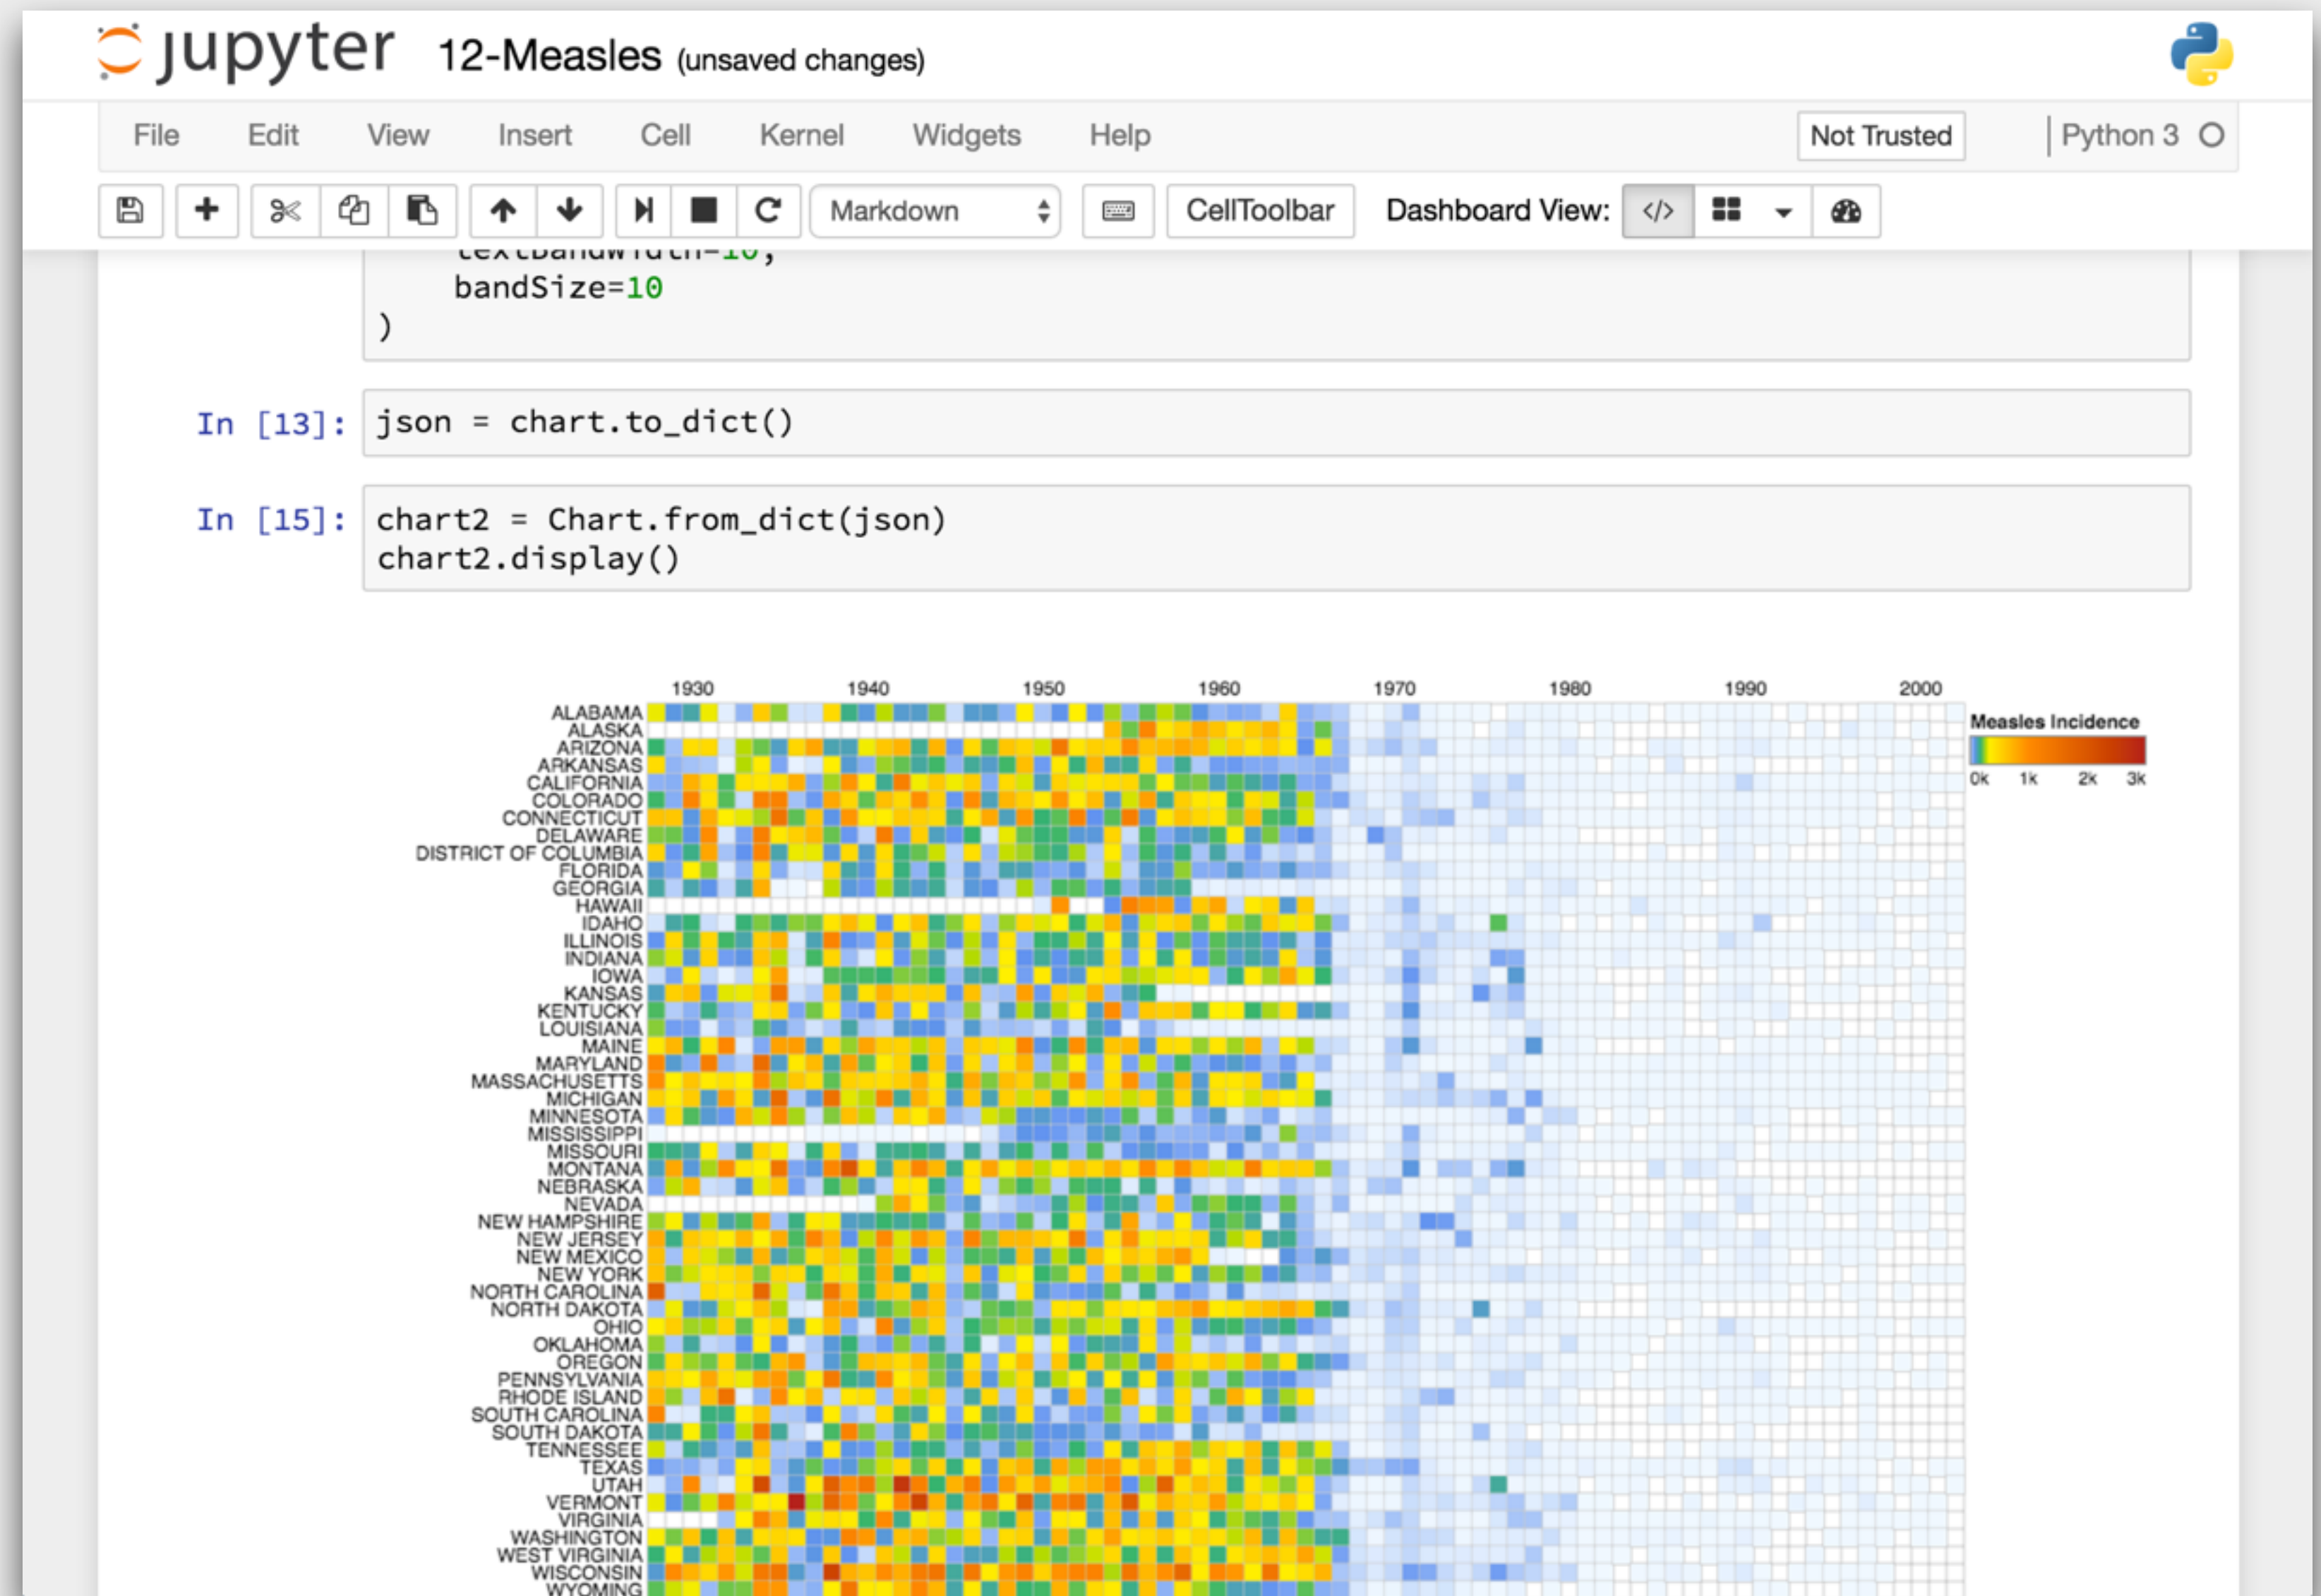 jupyter 12-Measles (unsaved changes)
File Edit View Insert Cell Kernel Widgets Help Not Trusted Python 3
Markdown CellToolbar Dashboard View: </>
textBandWidth=10,
bandSize=10
)
In [13]: json = chart.to_dict()
In [15]: chart2 = Chart.from_dict(json)
chart2.display()
1930 1940 1950 1960 1970 1980 1990 2000
ALABAMA
ALASKA
ARIZONA
ARKANSAS
CALIFORNIA
COLORADO
CONNECTICUT
DELAWARE
DISTRICT OF COLUMBIA
FLORIDA
GEORGIA
HAWAII
IDAHO
ILLINOIS
INDIANA
IOWA
KANSAS
KENTUCKY
LOUISIANA
MAINE
MARYLAND
MASSACHUSETTS
MICHIGAN
MINNESOTA
MISSISSIPPI
MISSOURI
MONTANA
NEBRASKA
NEVADA
NEW HAMPSHIRE
NEW JERSEY
NEW MEXICO
NEW YORK
NORTH CAROLINA
NORTH DAKOTA
OHIO
OKLAHOMA
OREGON
PENNSYLVANIA
RHODE ISLAND
SOUTH CAROLINA
SOUTH DAKOTA
TENNESSEE
TEXAS
UTAH
VERMONT
VIRGINIA
WASHINGTON
WEST VIRGINIA
WISCONSIN
WYOMING
Measles Incidence
0k 1k 2k 3k